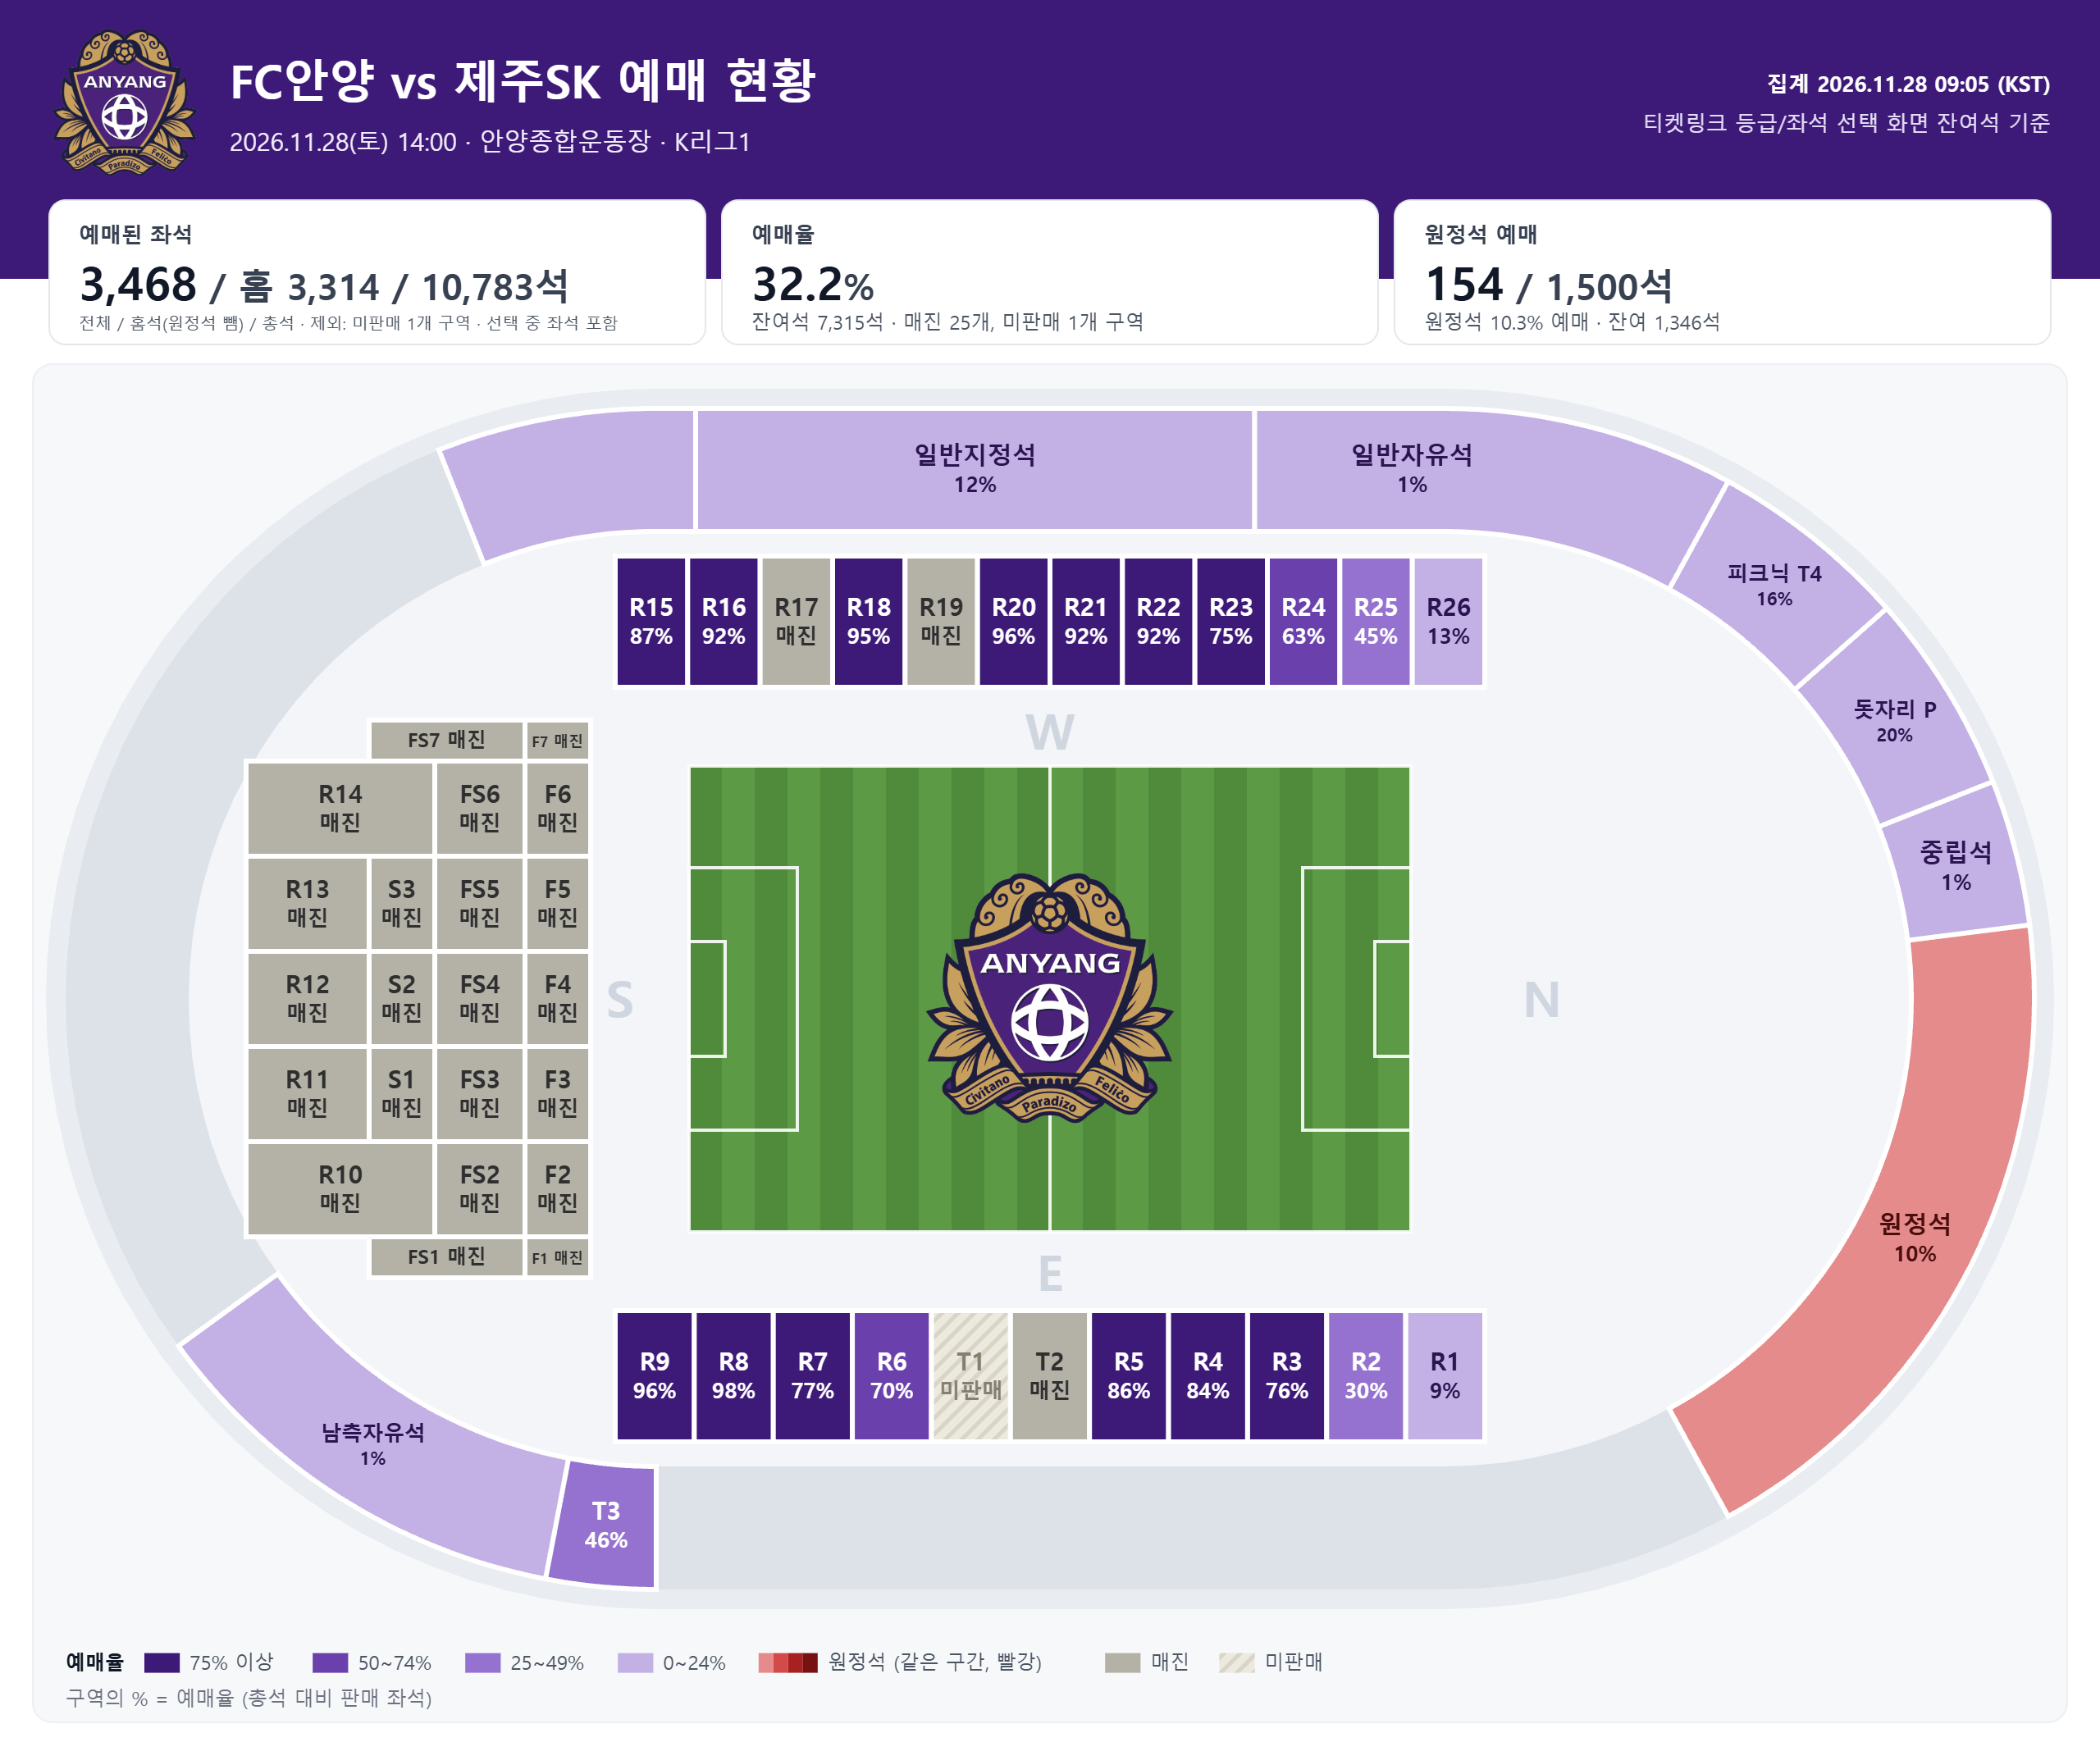 ANYANG
Civitano
Paradizo
Feliĉo
FC안양 vs 제주SK 예매 현황
2026.11.28(토) 14:00 · 안양종합운동장 · K리그1
집계 2026.11.28 09:05 (KST)
티켓링크 등급/좌석 선택 화면 잔여석 기준
예매된 좌석
3,468 / 홈 3,314 / 10,783석
전체 / 홈석(원정석 뺌) / 총석 · 제외: 미판매 1개 구역 · 선택 중 좌석 포함
예매율
32.2%
잔여석 7,315석 · 매진 25개, 미판매 1개 구역
원정석 예매
154 / 1,500석
원정석 10.3% 예매 · 잔여 1,346석
일반지정석
12%
일반자유석
1%
피크닉 T4
16%
돗자리 P
20%
중립석
1%
원정석
10%
R15
87%
R16
92%
R17
매진
R18
95%
R19
매진
R20
96%
R21
92%
R22
92%
R23
75%
R24
63%
R25
45%
R26
13%
W
FS7 매진
F7 매진
R14
매진
FS6
매진
F6
매진
R13
매진
S3
매진
FS5
매진
F5
매진
R12
매진
S2
매진
FS4
매진
F4
매진
R11
매진
S1
매진
FS3
매진
F3
매진
R10
매진
FS2
매진
F2
매진
FS1 매진
F1 매진
S
ANYANG
Civitano
Paradizo
Feliĉo
N
E
R9
96%
R8
98%
R7
77%
R6
70%
T1
미판매
T2
매진
R5
86%
R4
84%
R3
76%
R2
30%
R1
9%
남측자유석
1%
T3
46%
예매율 75% 이상 50~74% 25~49% 0~24% 원정석 (같은 구간, 빨강) 매진 미판매
구역의 % = 예매율 (총석 대비 판매 좌석)